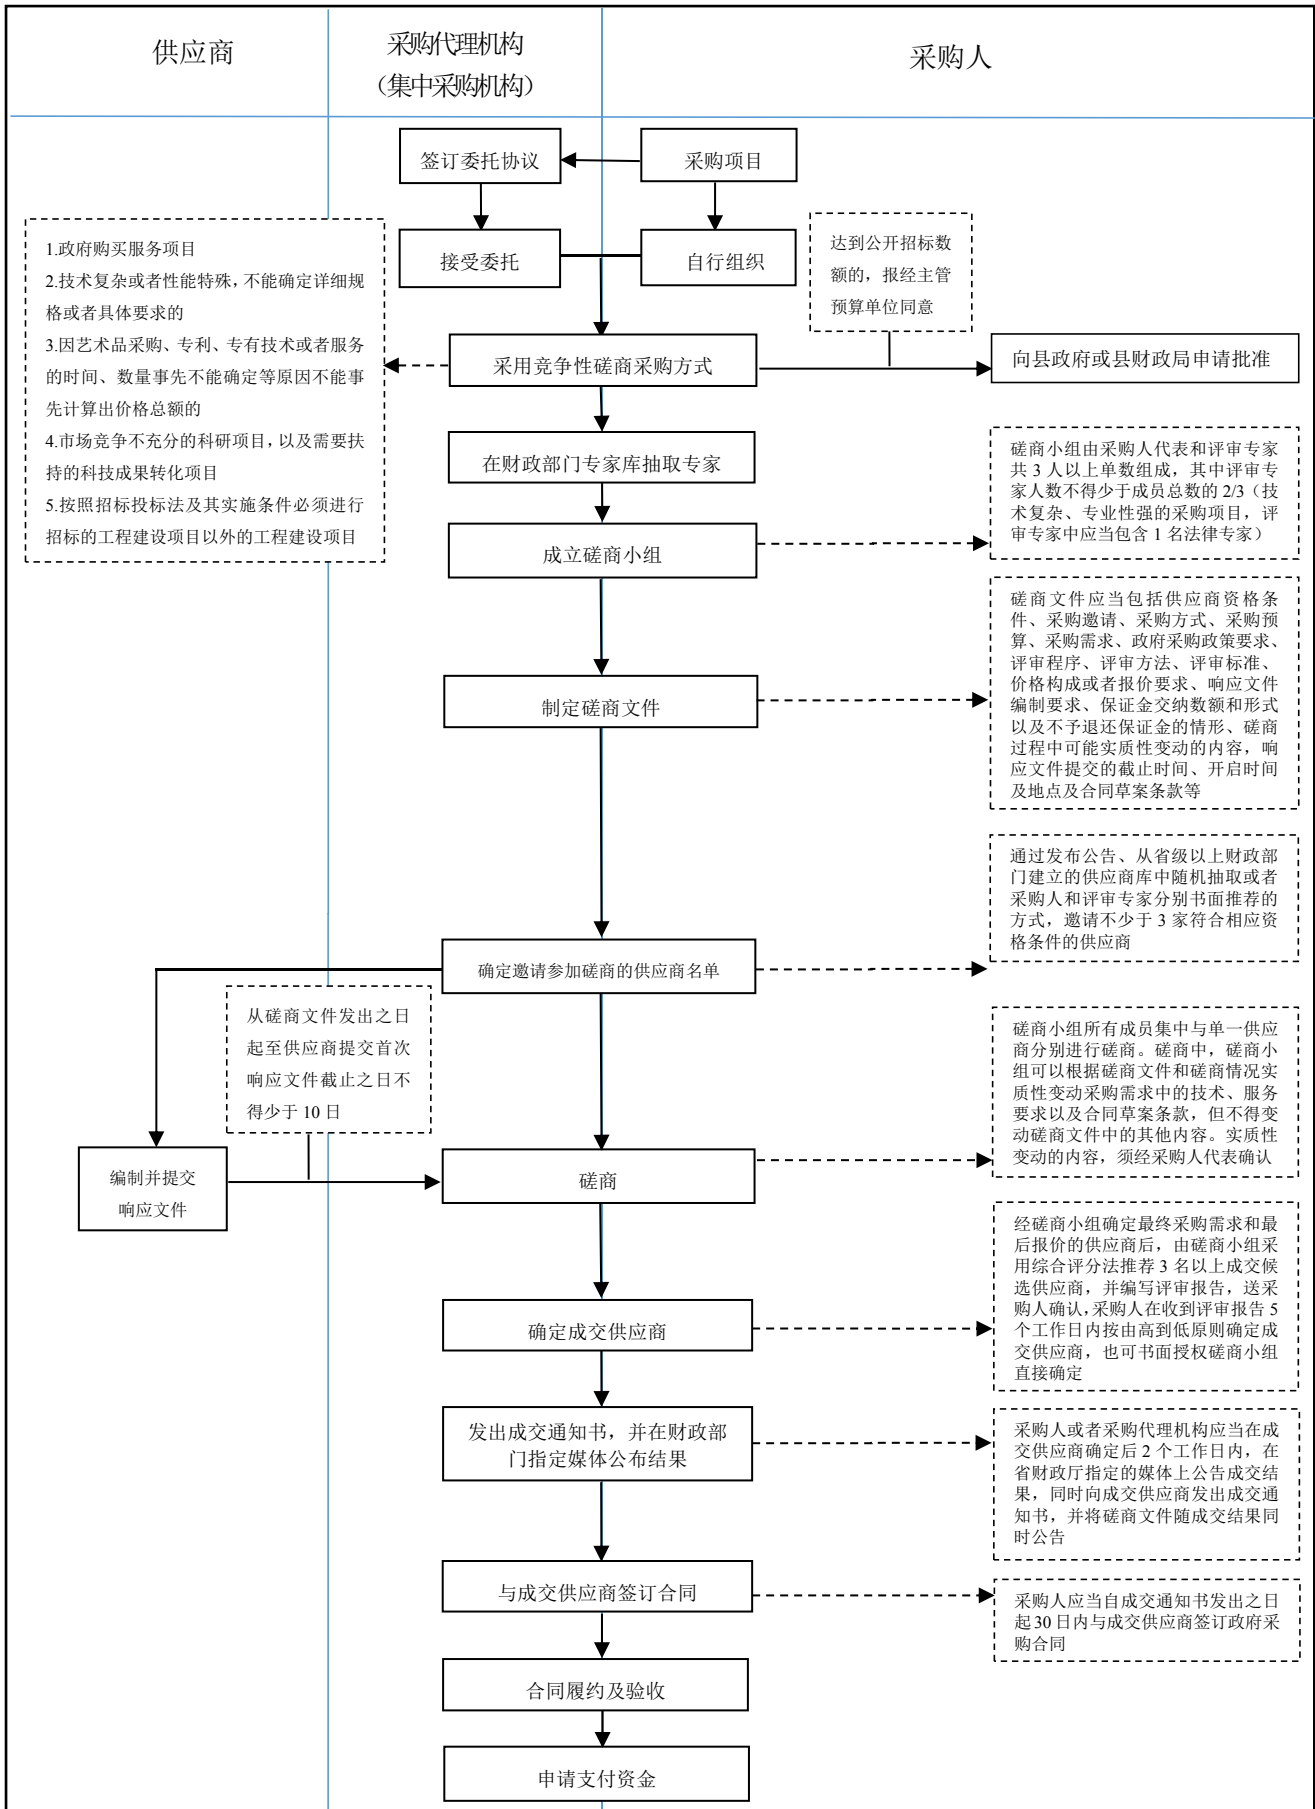 供应商
采购代理机构
（集中采购机构）
采购人
签订委托协议
采购项目
接受委托
自行组织
达到公开招标数
额的，报经主管
预算单位同意
1.政府购买服务项目
2.技术复杂或者性能特殊，不能确定详细规
格或者具体要求的
3.因艺术品采购、专利、专有技术或者服务
的时间、数量事先不能确定等原因不能事
先计算出价格总额的
4.市场竞争不充分的科研项目，以及需要扶
持的科技成果转化项目
5.按照招标投标法及其实施条件必须进行
招标的工程建设项目以外的工程建设项目
采用竞争性磋商采购方式
向县政府或县财政局申请批准
在财政部门专家库抽取专家
磋商小组由采购人代表和评审专家
共 3 人以上单数组成，其中评审专
家人数不得少于成员总数的 2/3（技
术复杂、专业性强的采购项目，评
审专家中应当包含 1 名法律专家）
成立磋商小组
磋商文件应当包括供应商资格条
件、采购邀请、采购方式、采购预
算、采购需求、政府采购政策要求、
评审程序、评审方法、评审标准、
价格构成或者报价要求、响应文件
编制要求、保证金交纳数额和形式
以及不予退还保证金的情形、磋商
过程中可能实质性变动的内容，响
应文件提交的截止时间、开启时间
及地点及合同草案条款等
制定磋商文件
通过发布公告、从省级以上财政部
门建立的供应商库中随机抽取或者
采购人和评审专家分别书面推荐的
方式，邀请不少于 3 家符合相应资
格条件的供应商
确定邀请参加磋商的供应商名单
从磋商文件发出之日
起至供应商提交首次
响应文件截止之日不
得少于 10 日
磋商小组所有成员集中与单一供应
商分别进行磋商。磋商中，磋商小
组可以根据磋商文件和磋商情况实
质性变动采购需求中的技术、服务
要求以及合同草案条款，但不得变
动磋商文件中的其他内容。实质性
变动的内容，须经采购人代表确认
编制并提交
响应文件
磋商
经磋商小组确定最终采购需求和最
后报价的供应商后，由磋商小组采
用综合评分法推荐 3 名以上成交候
选供应商，并编写评审报告，送采
购人确认，采购人在收到评审报告 5
个工作日内按由高到低原则确定成
交供应商，也可书面授权磋商小组
直接确定
确定成交供应商
发出成交通知书，并在财政部
门指定媒体公布结果
采购人或者采购代理机构应当在成
交供应商确定后 2 个工作日内，在
省财政厅指定的媒体上公告成交结
果，同时向成交供应商发出成交通
知书，并将磋商文件随成交结果同
时公告
与成交供应商签订合同
采购人应当自成交通知书发出之日
起 30 日内与成交供应商签订政府采
购合同
合同履约及验收
申请支付资金